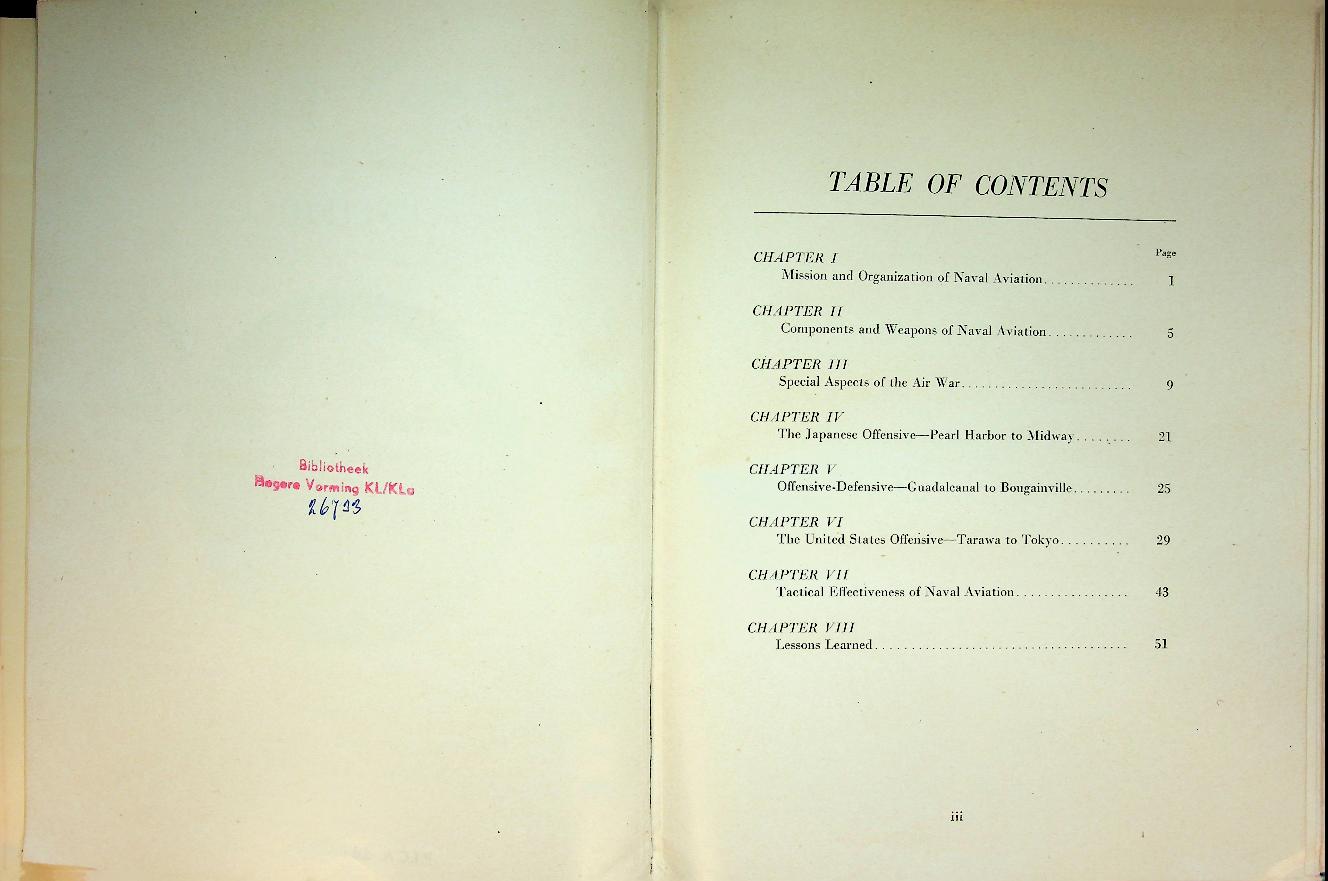 Bibliotheek
Hogere Vorming KL/KLu
26793
TABLE OF CONTENTS
Page
CHAPTER I
Mission and Organization of Naval Aviation.............. 1
CHAPTER II
Components and Weapons of Naval Aviation............. 5
CHAPTER III
Special Aspects of the Air War.......................... 9
CHAPTER IV
The Japanese Offensive—Pearl Harbor to Midway........ 21
CHAPTER V
Offensive-Defensive—Guadalcanal to Bougainville......... 25
CHAPTER VI
The United States Offensive—Tarawa to Tokyo.......... 29
CHAPTER VII
Tactical Effectiveness of Naval Aviation................. 43
CHAPTER VIII
Lessons Learned...................................... 51
iii